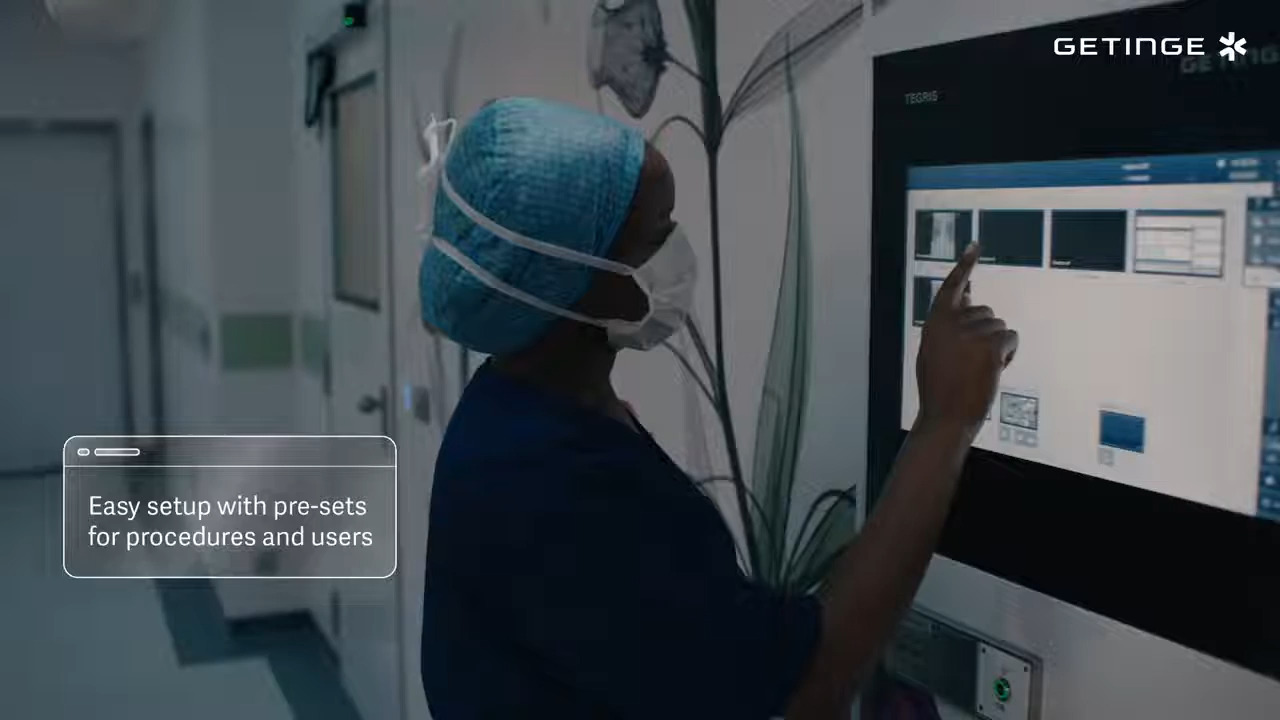 GETINGE
TEGRIS
Easy setup with pre-sets
for procedures and users